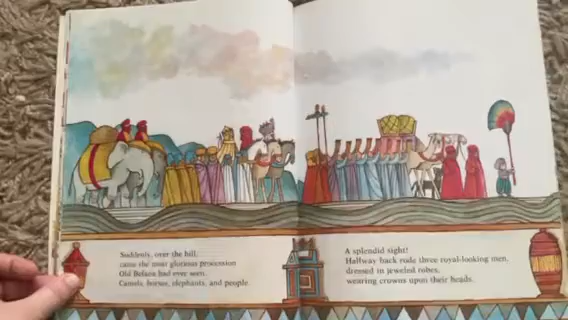 Suddenly, over the hill,
came the most glorious procession
Old Befana had ever seen.
Camels, horses, elephants, and people.
A splendid sight!
Halfway back rode three royal-looking men,
dressed in jeweled robes,
wearing crowns upon their heads.